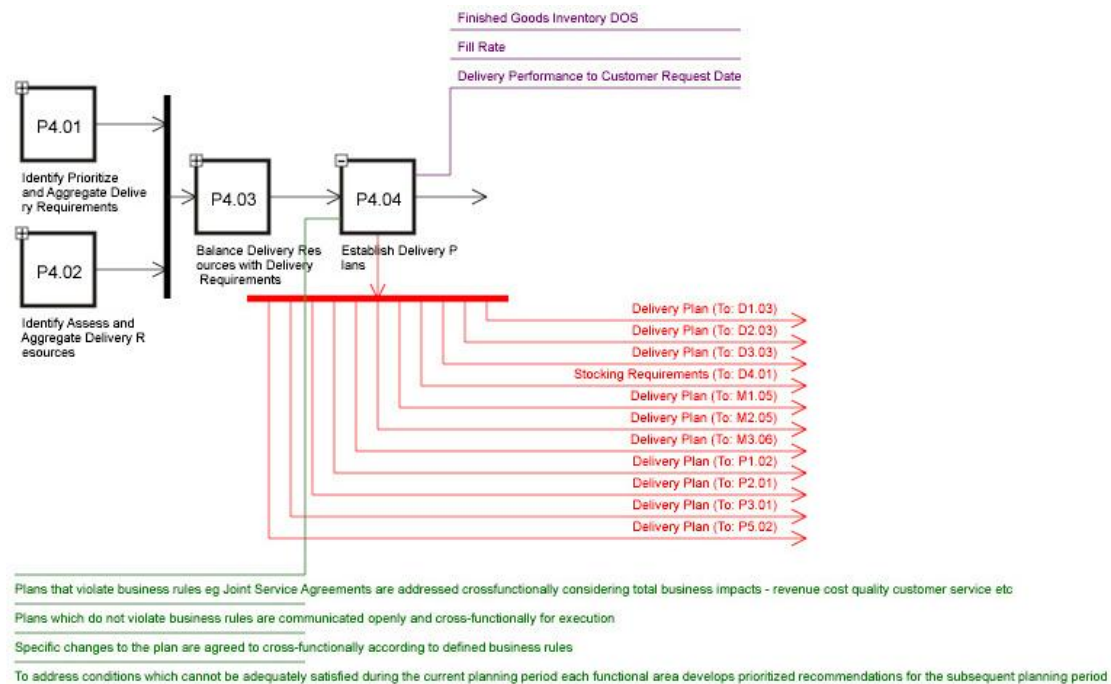 Finished Goods Inventory DOS
Fill Rate
Delivery Performance to Customer Request Date
P4.01
Identify Prioritize
and Aggregate Delive
ry Requirements
P4.03
P4.04
Balance Delivery Res
ources with Delivery
Requirements
Establish Delivery P
lans
P4.02
Identify Assess and
Aggregate Delivery R
esources
Delivery Plan (To: D1.03)
Delivery Plan (To: D2.03)
Delivery Plan (To: D3.03)
Stocking Requirements (To: D4.01)
Delivery Plan (To: M1.05)
Delivery Plan (To: M2.05)
Delivery Plan (To: M3.06)
Delivery Plan (To: P1.02)
Delivery Plan (To: P2.01)
Delivery Plan (To: P3.01)
Delivery Plan (To: P5.02)
Plans that violate business rules eg Joint Service Agreements are addressed crossfunctionally considering total business impacts - revenue cost quality customer service etc
Plans which do not violate business rules are communicated openly and cross-functionally for execution
Specific changes to the plan are agreed to cross-functionally according to defined business rules
To address conditions which cannot be adequately satisfied during the current planning period each functional area develops prioritized recommendations for the subsequent planning period